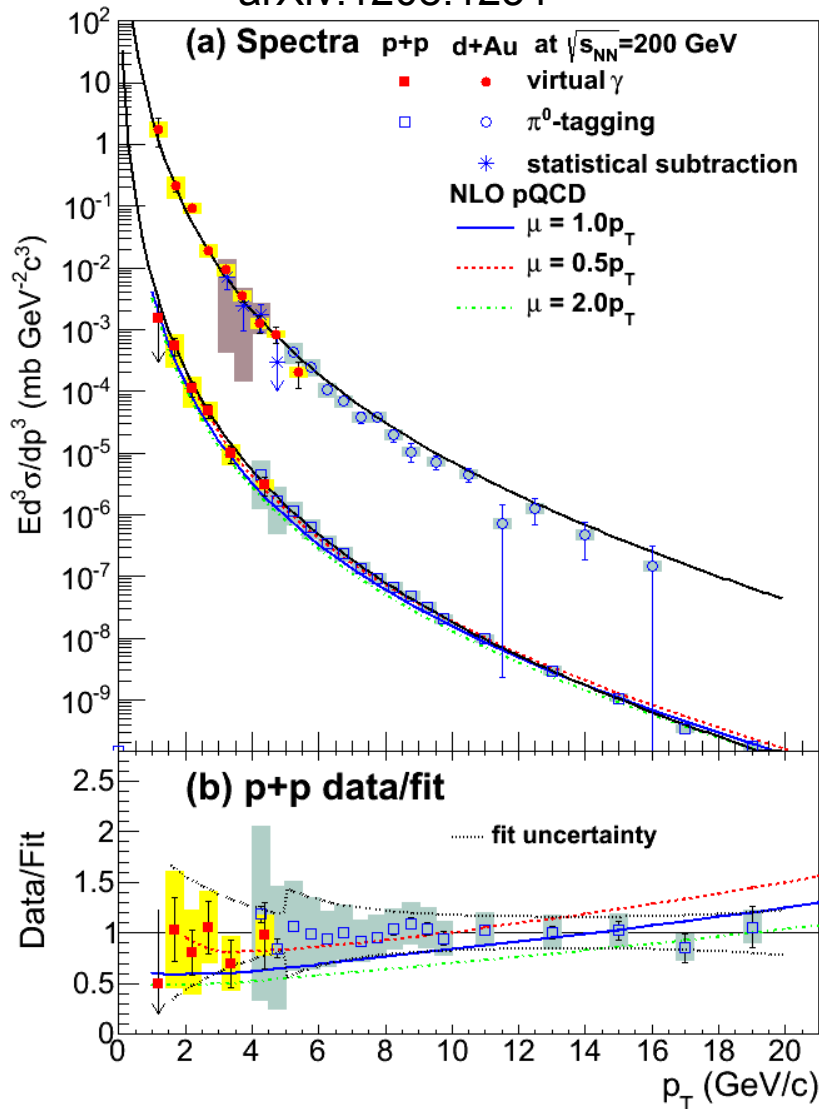 (a) Spectra p+p d+Au at √sNN=200 GeV
virtual γ
π⁰-tagging
statistical subtraction
NLO pQCD
μ = 1.0pT
μ = 0.5pT
μ = 2.0pT
10²
10
1
10⁻¹
10⁻²
10⁻³
10⁻⁴
10⁻⁵
10⁻⁶
10⁻⁷
10⁻⁸
10⁻⁹
Ed³σ/dp³ (mb GeV⁻²c³)
(b) p+p data/fit
fit uncertainty
2.5
2
1.5
1
0.5
0
Data/Fit
0 2 4 6 8 10 12 14 16 18 20
pT (GeV/c)